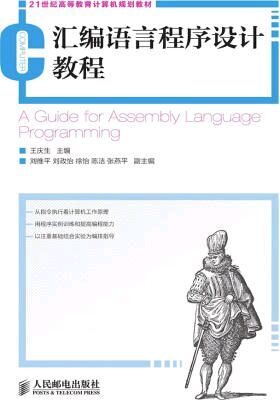 21世纪高等教育计算机规划教材
COMPUTER
汇编语言程序设计
教程
A Guide for Assembly Language
Programming
王庆生 主编
刘维平 刘政怡 徐怡 陈洁 张燕平 副主编
从指令执行看计算机工作原理
用程序实例训练和提高编程能力
以注重基础结合实验为编排指导
人民邮电出版社
POSTS & TELECOM PRESS